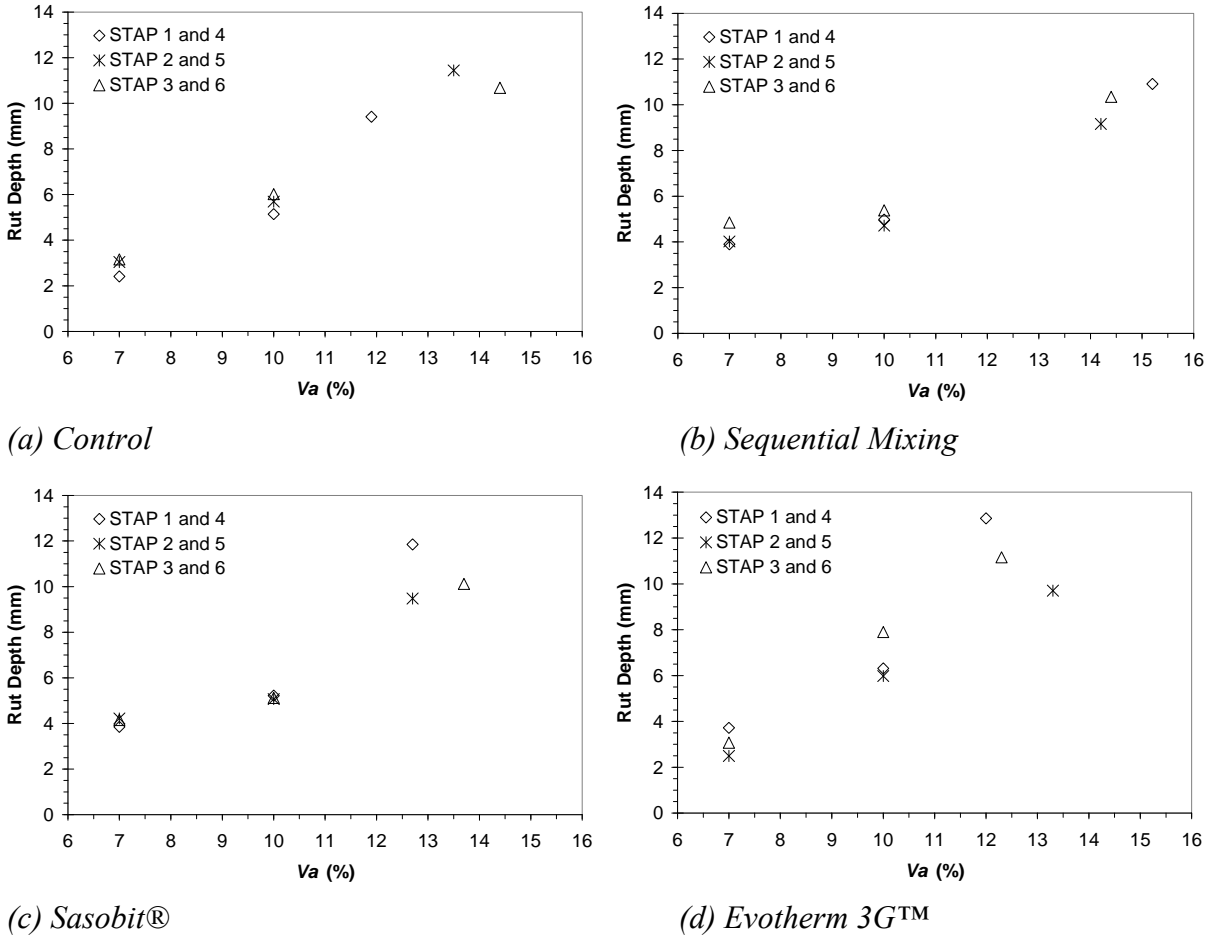 14
12
10
8
6
4
2
0
Rut Depth (mm)
STAP 1 and 4
STAP 2 and 5
STAP 3 and 6
6 7 8 9 10 11 12 13 14 15 16
Va (%)
(a) Control
14
12
10
8
6
4
2
0
Rut Depth (mm)
STAP 1 and 4
STAP 2 and 5
STAP 3 and 6
6 7 8 9 10 11 12 13 14 15 16
Va (%)
(b) Sequential Mixing
14
12
10
8
6
4
2
0
Rut Depth (mm)
STAP 1 and 4
STAP 2 and 5
STAP 3 and 6
6 7 8 9 10 11 12 13 14 15 16
Va (%)
(c) Sasobit®
14
12
10
8
6
4
2
0
Rut Depth (mm)
STAP 1 and 4
STAP 2 and 5
STAP 3 and 6
6 7 8 9 10 11 12 13 14 15 16
Va (%)
(d) Evotherm 3G™